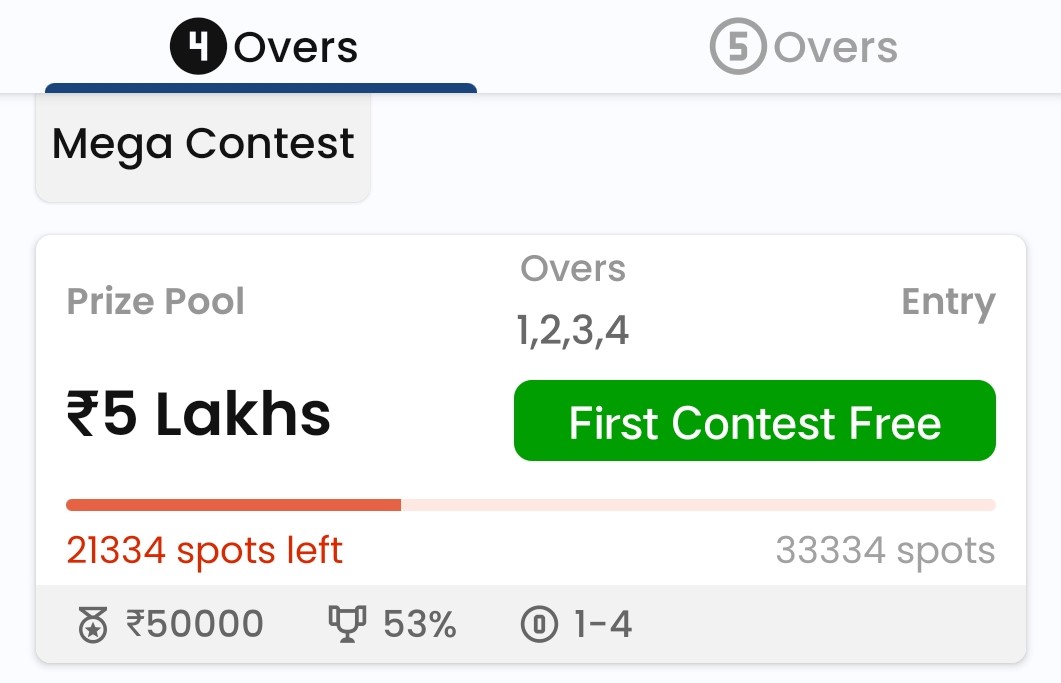 4 Overs
5 Overs
Mega Contest
Prize Pool
Overs
1,2,3,4
Entry
₹5 Lakhs
First Contest Free
21334 spots left
33334 spots
₹50000
53%
0 1-4